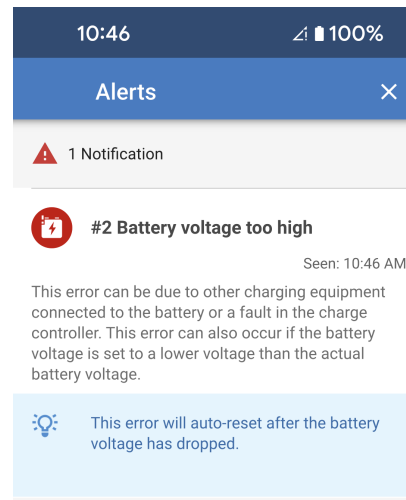 10:46 100%
Alerts
1 Notification
#2 Battery voltage too high
Seen: 10:46 AM
This error can be due to other charging equipment
connected to the battery or a fault in the charge
controller. This error can also occur if the battery
voltage is set to a lower voltage than the actual
battery voltage.
This error will auto-reset after the battery
voltage has dropped.